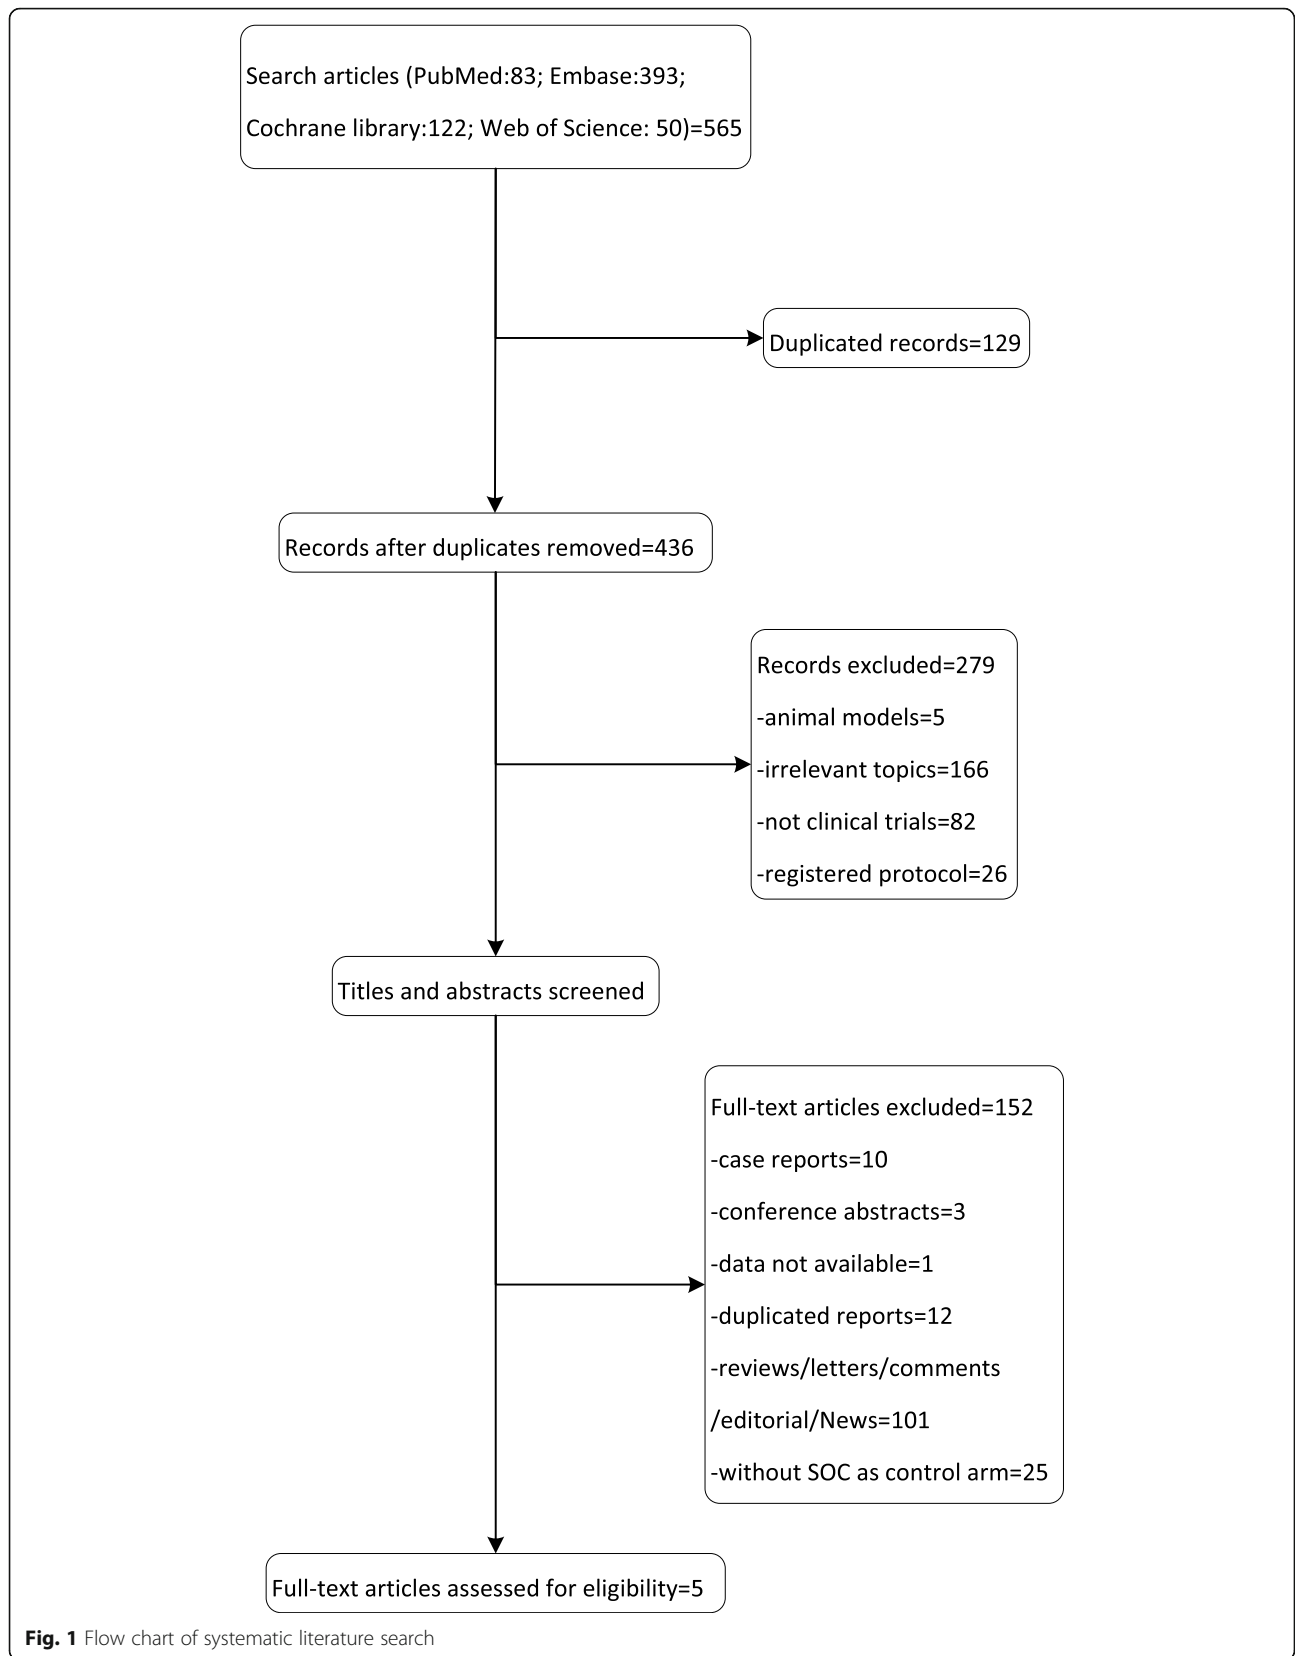 Search articles (PubMed:83; Embase:393;
Cochrane library:122; Web of Science: 50)=565
Duplicated records=129
Records after duplicates removed=436
Records excluded=279
-animal models=5
-irrelevant topics=166
-not clinical trials=82
-registered protocol=26
Titles and abstracts screened
Full-text articles excluded=152
-case reports=10
-conference abstracts=3
-data not available=1
-duplicated reports=12
-reviews/letters/comments
/editorial/News=101
-without SOC as control arm=25
Full-text articles assessed for eligibility=5
Fig. 1 Flow chart of systematic literature search